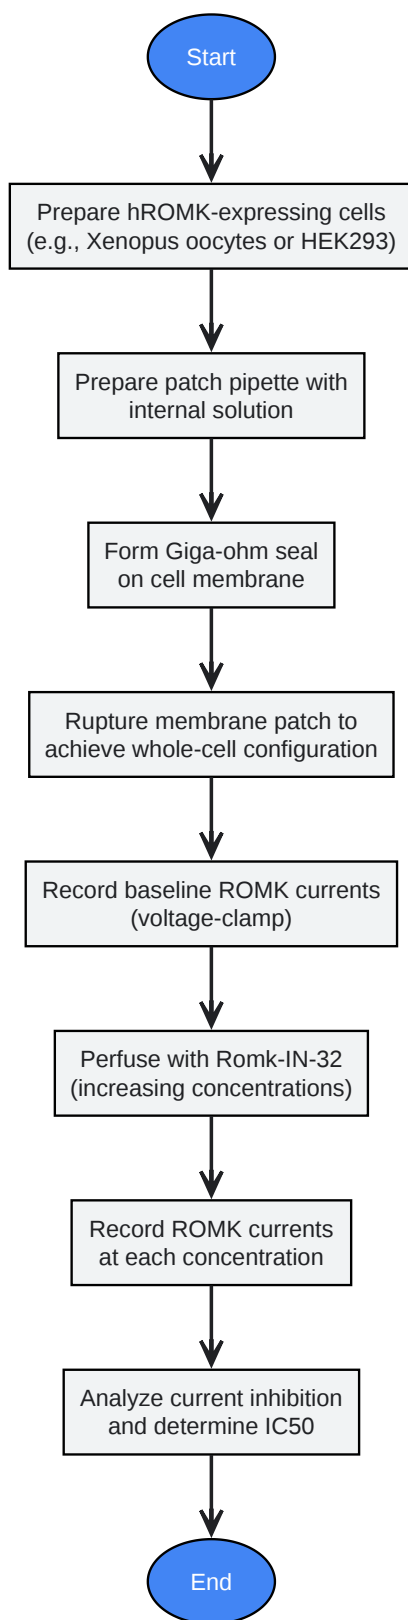 Start
Prepare hROMK-expressing cells
(e.g., Xenopus oocytes or HEK293)
Prepare patch pipette with
internal solution
Form Giga-ohm seal
on cell membrane
Rupture membrane patch to
achieve whole-cell configuration
Record baseline ROMK currents
(voltage-clamp)
Perfuse with Romk-IN-32
(increasing concentrations)
Record ROMK currents
at each concentration
Analyze current inhibition
and determine IC50
End